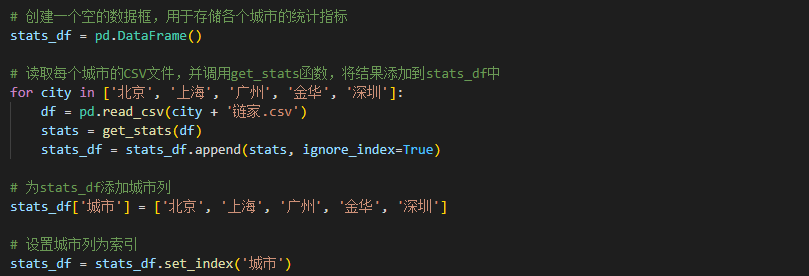 # 创建一个空的数据框，用于存储各个城市的统计指标
stats_df = pd.DataFrame()
# 读取每个城市的CSV文件，并调用get_stats函数，将结果添加到stats_df中
for city in ['北京', '上海', '广州', '金华', '深圳']:
    df = pd.read_csv(city + '链家.csv')
    stats = get_stats(df)
    stats_df = stats_df.append(stats, ignore_index=True)
# 为stats_df添加城市列
stats_df['城市'] = ['北京', '上海', '广州', '金华', '深圳']
# 设置城市列为索引
stats_df = stats_df.set_index('城市')